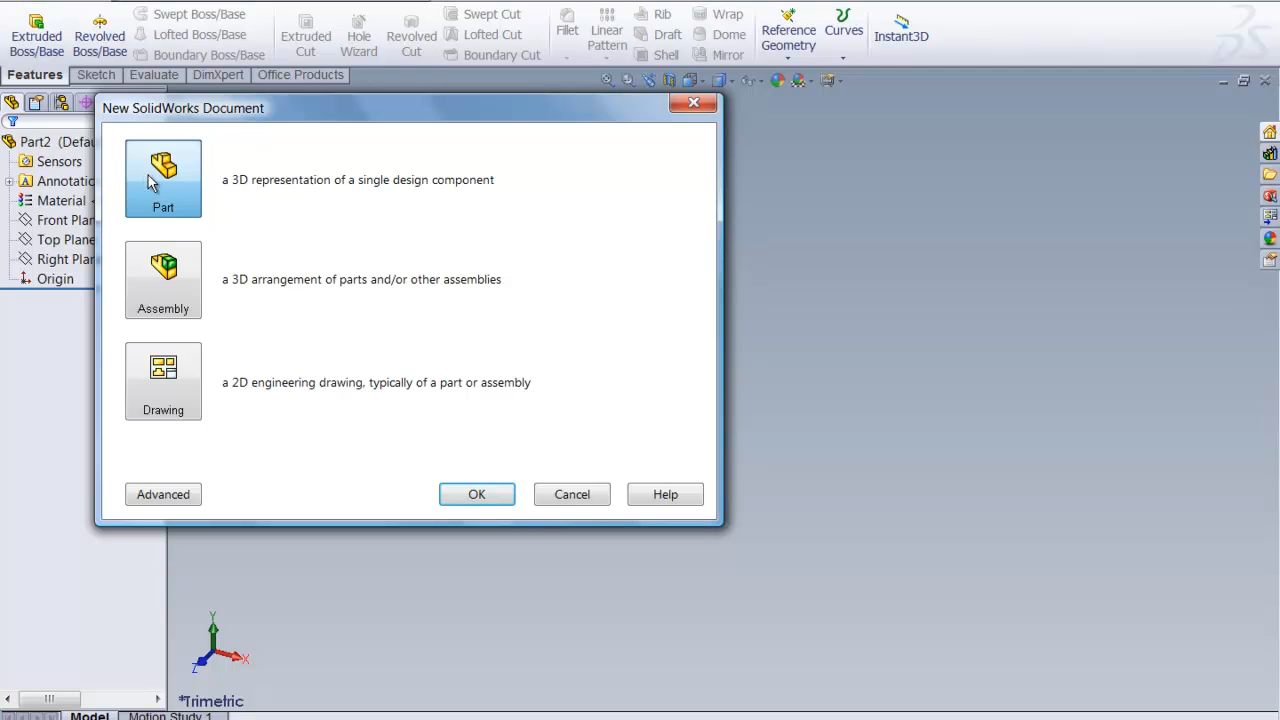 Extruded Boss/Base
Revolved Boss/Base
Swept Boss/Base
Lofted Boss/Base
Boundary Boss/Base
Extruded Cut
Hole Wizard
Revolved Cut
Swept Cut
Lofted Cut
Boundary Cut
Fillet
Linear Pattern
Rib
Draft
Shell
Wrap
Dome
Mirror
Reference Geometry
Curves
Instant3D
Features
Sketch
Evaluate
DimXpert
Office Products
New SolidWorks Document
Part2 (Defau
Sensors
Annotatio
Material
Front Plan
Top Plane
Right Plan
Origin
Part
a 3D representation of a single design component
Assembly
a 3D arrangement of parts and/or other assemblies
Drawing
a 2D engineering drawing, typically of a part or assembly
Advanced
OK
Cancel
Help
Y
X
Z
*Trimetric
Model
Motion Study 1